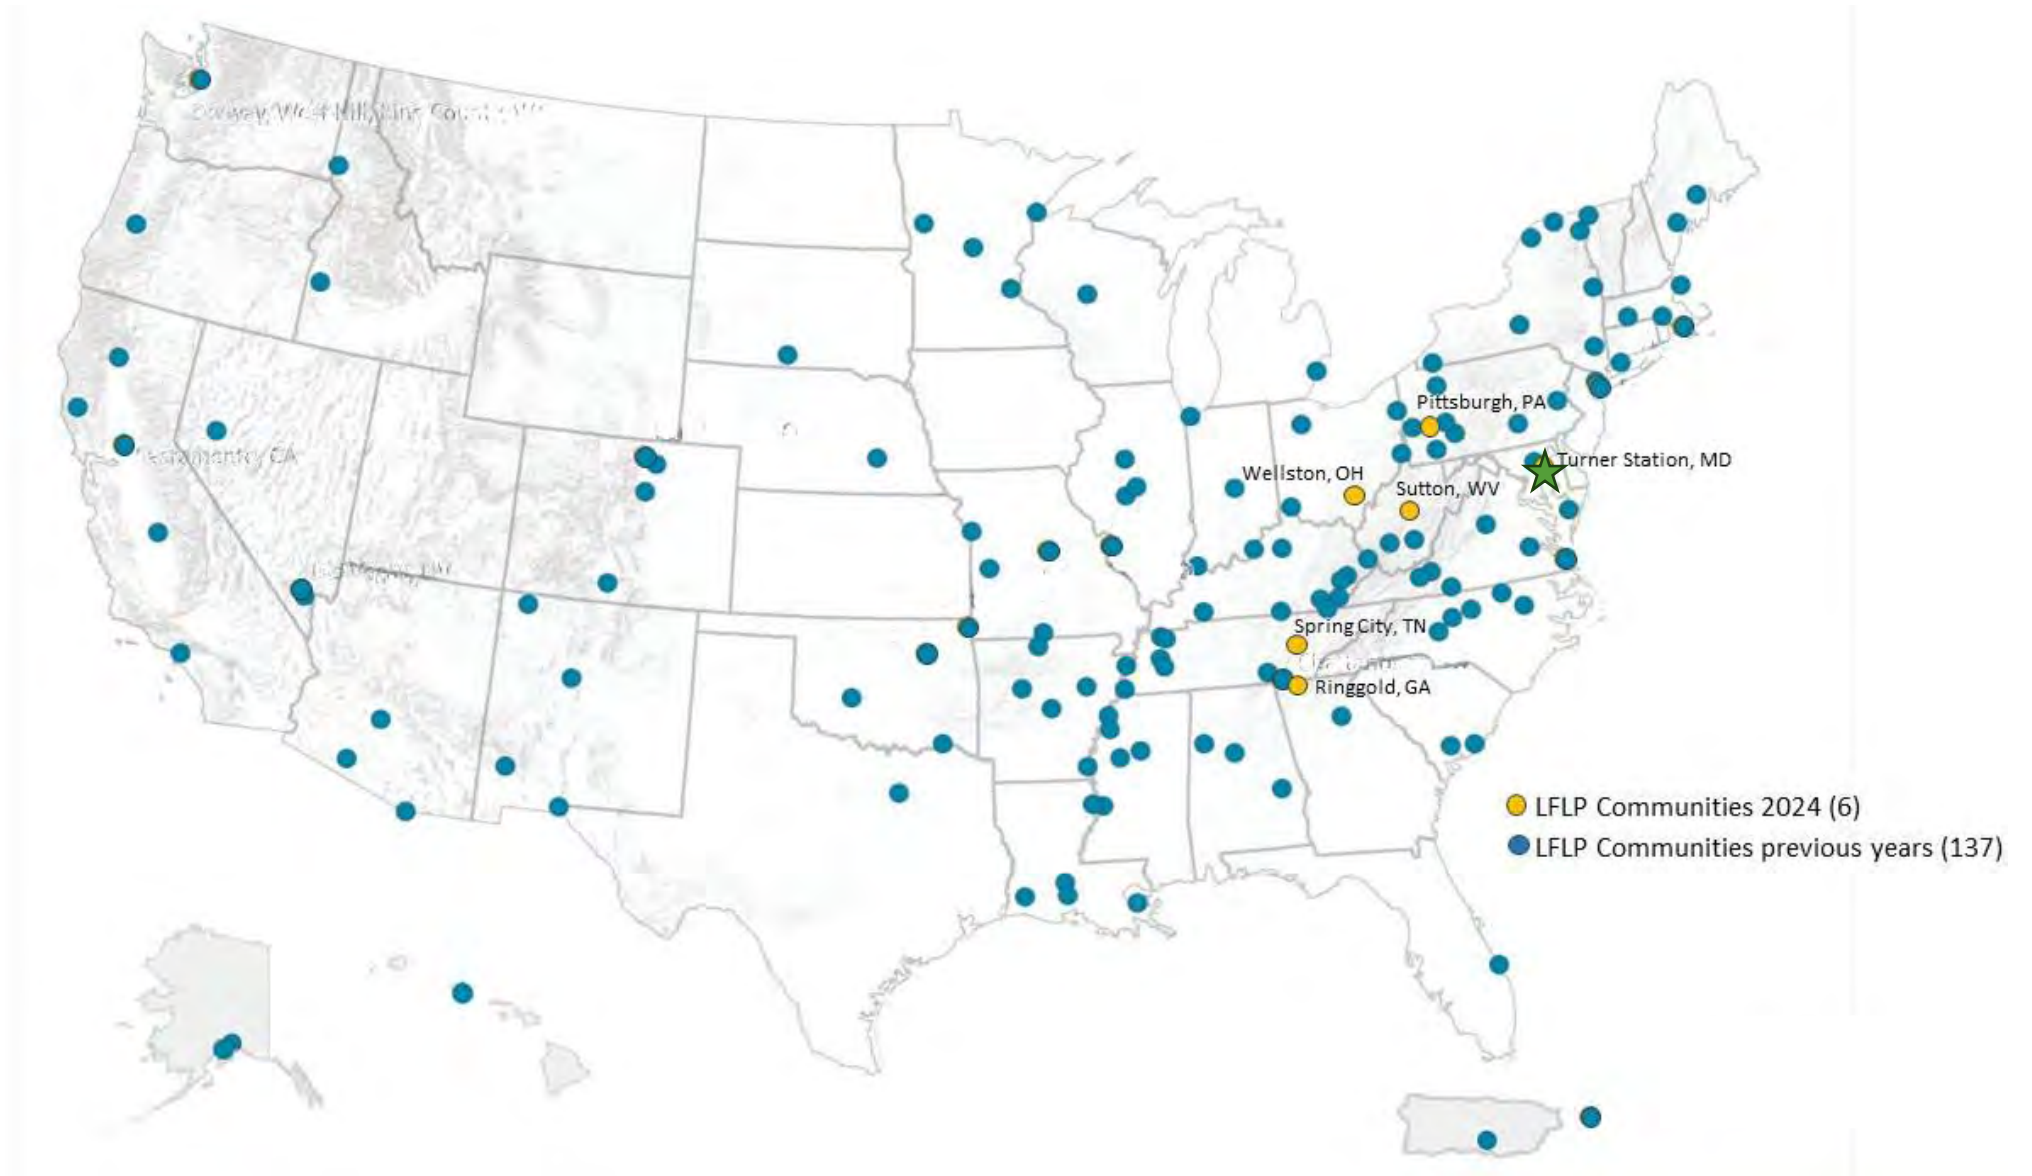 Pittsburgh, PA
Turner Station, MD
Wellston, OH
Sutton, WV
Spring City, TN
Ringgold, GA
LFLP Communities 2024 (6)
LFLP Communities previous years (137)